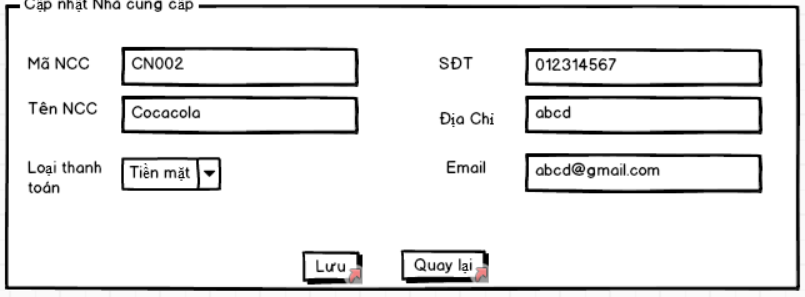 Cập nhật Nhà cung cấp
Mã NCC CN002
SĐT 012314567
Tên NCC Cocacola
Địa Chỉ abcd
Loại thanh toán Tiền mặt
Email abcd@gmail.com
Lưu
Quay lại